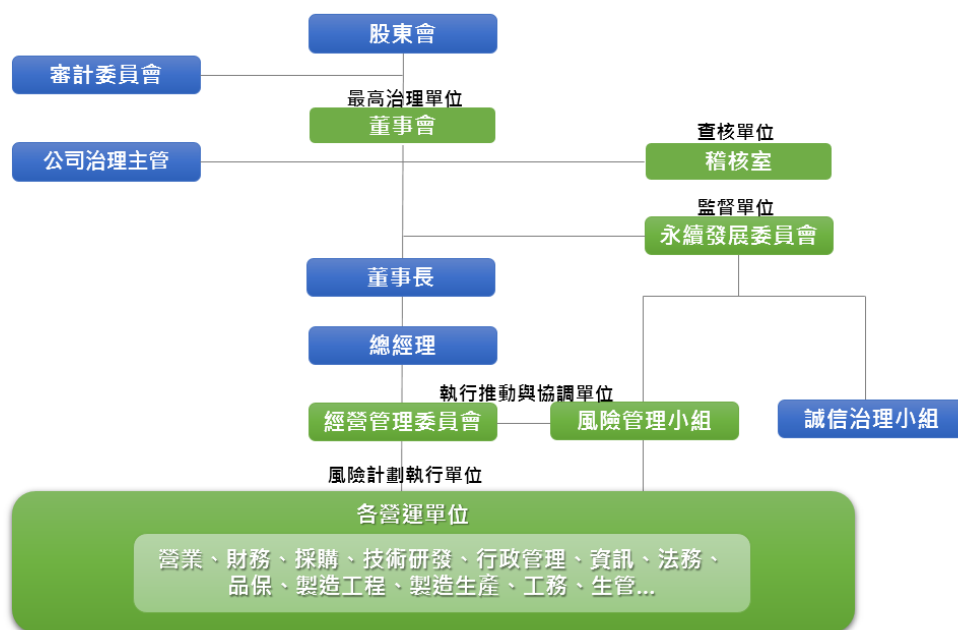 股東會
審計委員會
最高治理單位
董事會
查核單位
公司治理主管
稽核室
監督單位
永續發展委員會
董事長
總經理
執行推動與協調單位
經營管理委員會
風險管理小組
誠信治理小組
風險計劃執行單位
各營運單位
營業、財務、採購、技術研發、行政管理、資訊、法務、
品保、製造工程、製造生產、工務、生管...